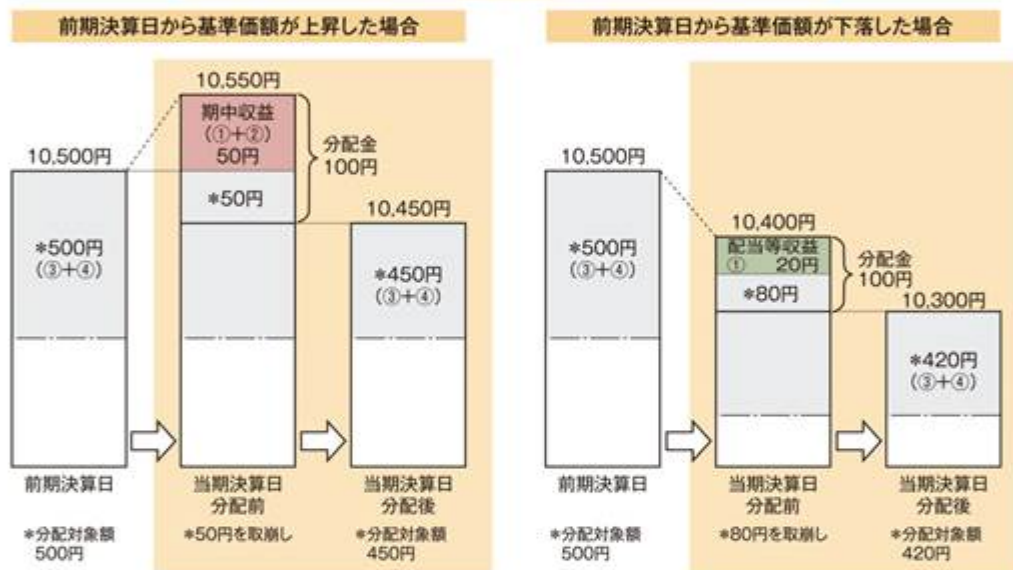 前期決算日から基準価額が上昇した場合
10,550円
期中収益
(①+②)
50円
分配金
100円
10,500円
*50円
10,450円
*500円
(③+④)
*450円
(③+④)
前期決算日
当期決算日
分配前
当期決算日
分配後
*分配対象額
500円
*50円を取崩し
*分配対象額
450円
前期決算日から基準価額が下落した場合
10,500円
10,400円
配当等収益
① 20円
分配金
100円
*80円
10,300円
*500円
(③+④)
*420円
(③+④)
前期決算日
当期決算日
分配前
当期決算日
分配後
*分配対象額
500円
*80円を取崩し
*分配対象額
420円